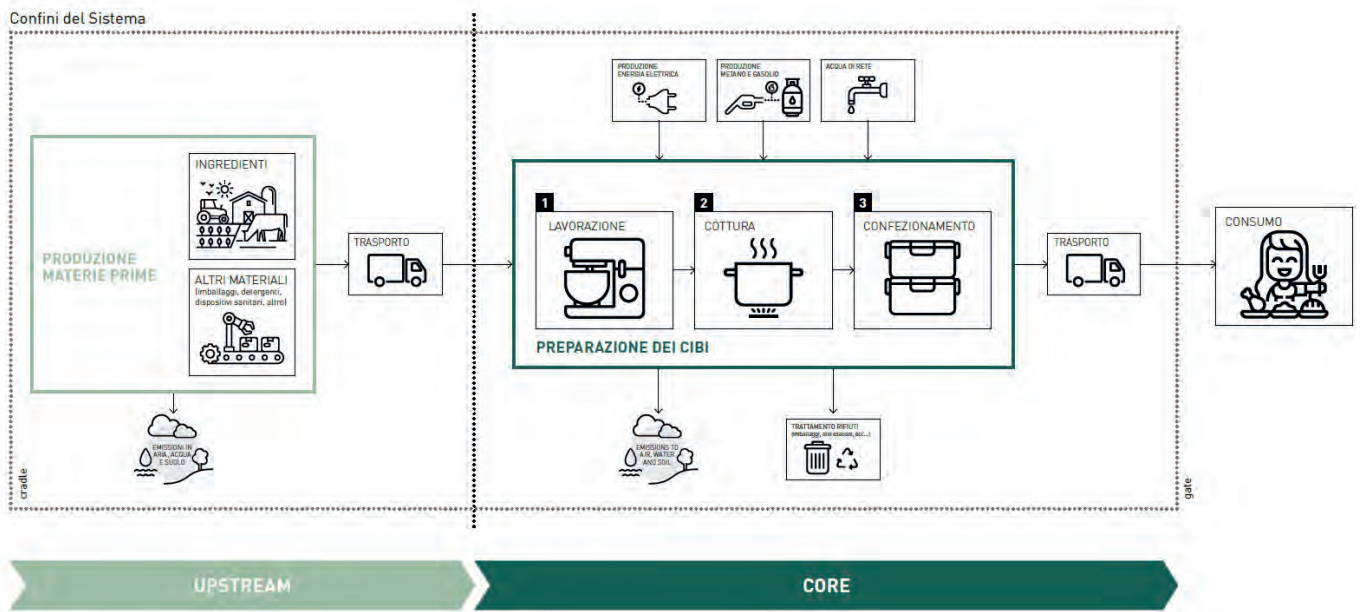 Confini del Sistema
PRODUZIONE
ENERGIA ELETTRICA
PRODUZIONE
METANO E GASOLIO
ACQUA DI RETE
PRODUZIONE
MATERIE PRIME
INGREDIENTI
ALTRI MATERIALI
(imballaggi, detergenti,
dispositivi sanitari, altro)
TRASPORTO
1
LAVORAZIONE
2
COTTURA
3
CONFEZIONAMENTO
PREPARAZIONE DEI CIBI
TRASPORTO
CONSUMO
EMISSIONI IN
ARIA, ACQUA
E SUOLO
EMISSIONS TO
AIR, WATER
AND SOIL
TRATTAMENTO RIFIUTI
cradle
gate
UPSTREAM
CORE